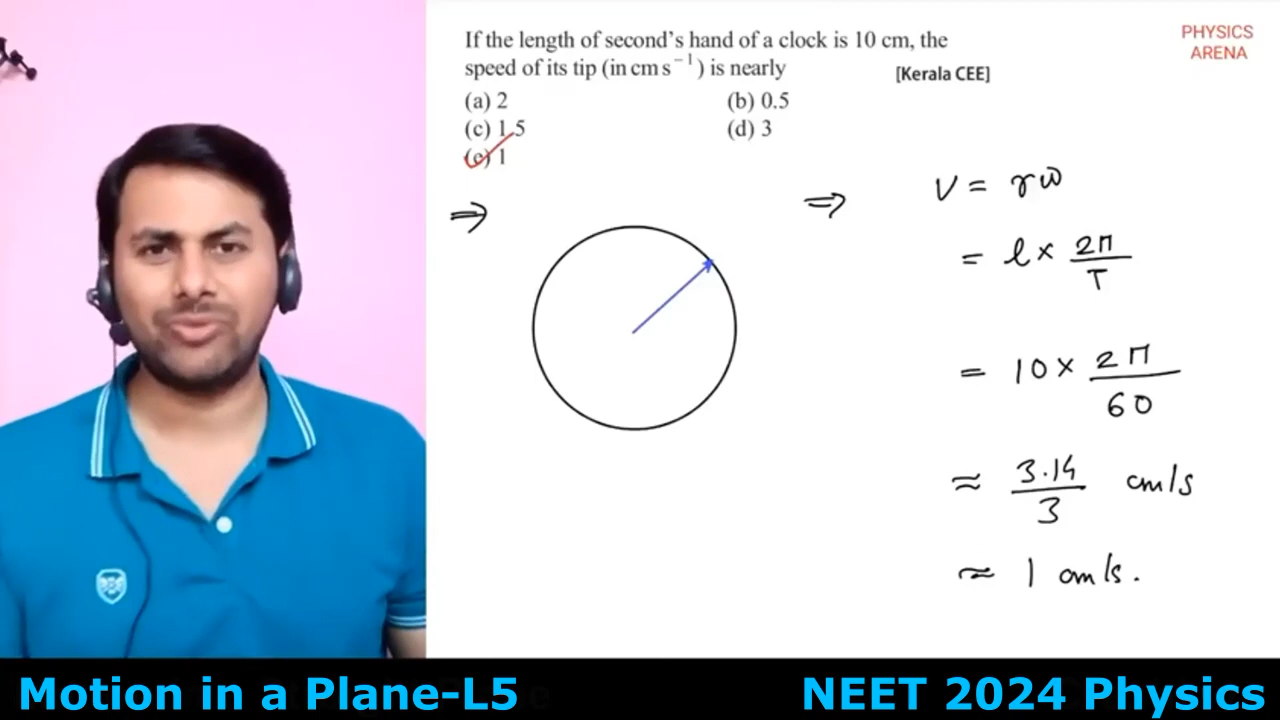 If the length of second's hand of a clock is 10 cm, the
speed of its tip (in cm s⁻¹) is nearly
[Kerala CEE]
(a) 2
(b) 0.5
(c) 1.5
(d) 3
(e) 1
PHYSICS
ARENA
⇒
⇒ V = rω
= l × 2π/T
= 10 × 2π/60
≈ 3.14/3 cm/s
≈ 1 cm/s.
Motion in a Plane-L5
NEET 2024 Physics